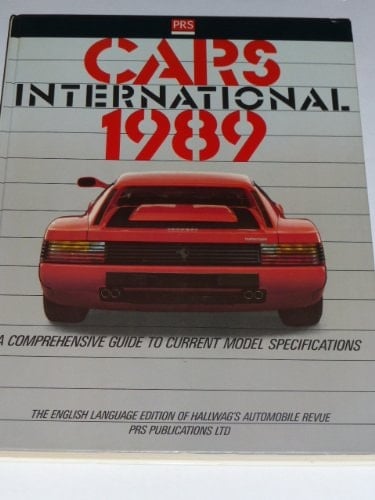 PRS
CARS
INTERNATIONAL
1989
A COMPREHENSIVE GUIDE TO CURRENT MODEL SPECIFICATIONS
THE ENGLISH LANGUAGE EDITION OF HALLWAG'S AUTOMOBILE REVUE
PRS PUBLICATIONS LTD